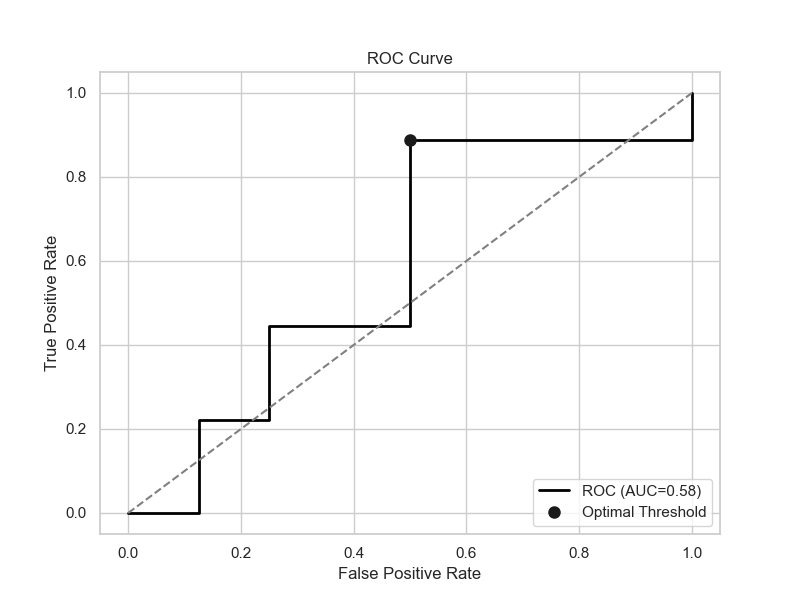 ROC Curve
True Positive Rate
1.0
0.8
0.6
0.4
0.2
0.0
0.0 0.2 0.4 0.6 0.8 1.0
False Positive Rate
ROC (AUC=0.58)
Optimal Threshold